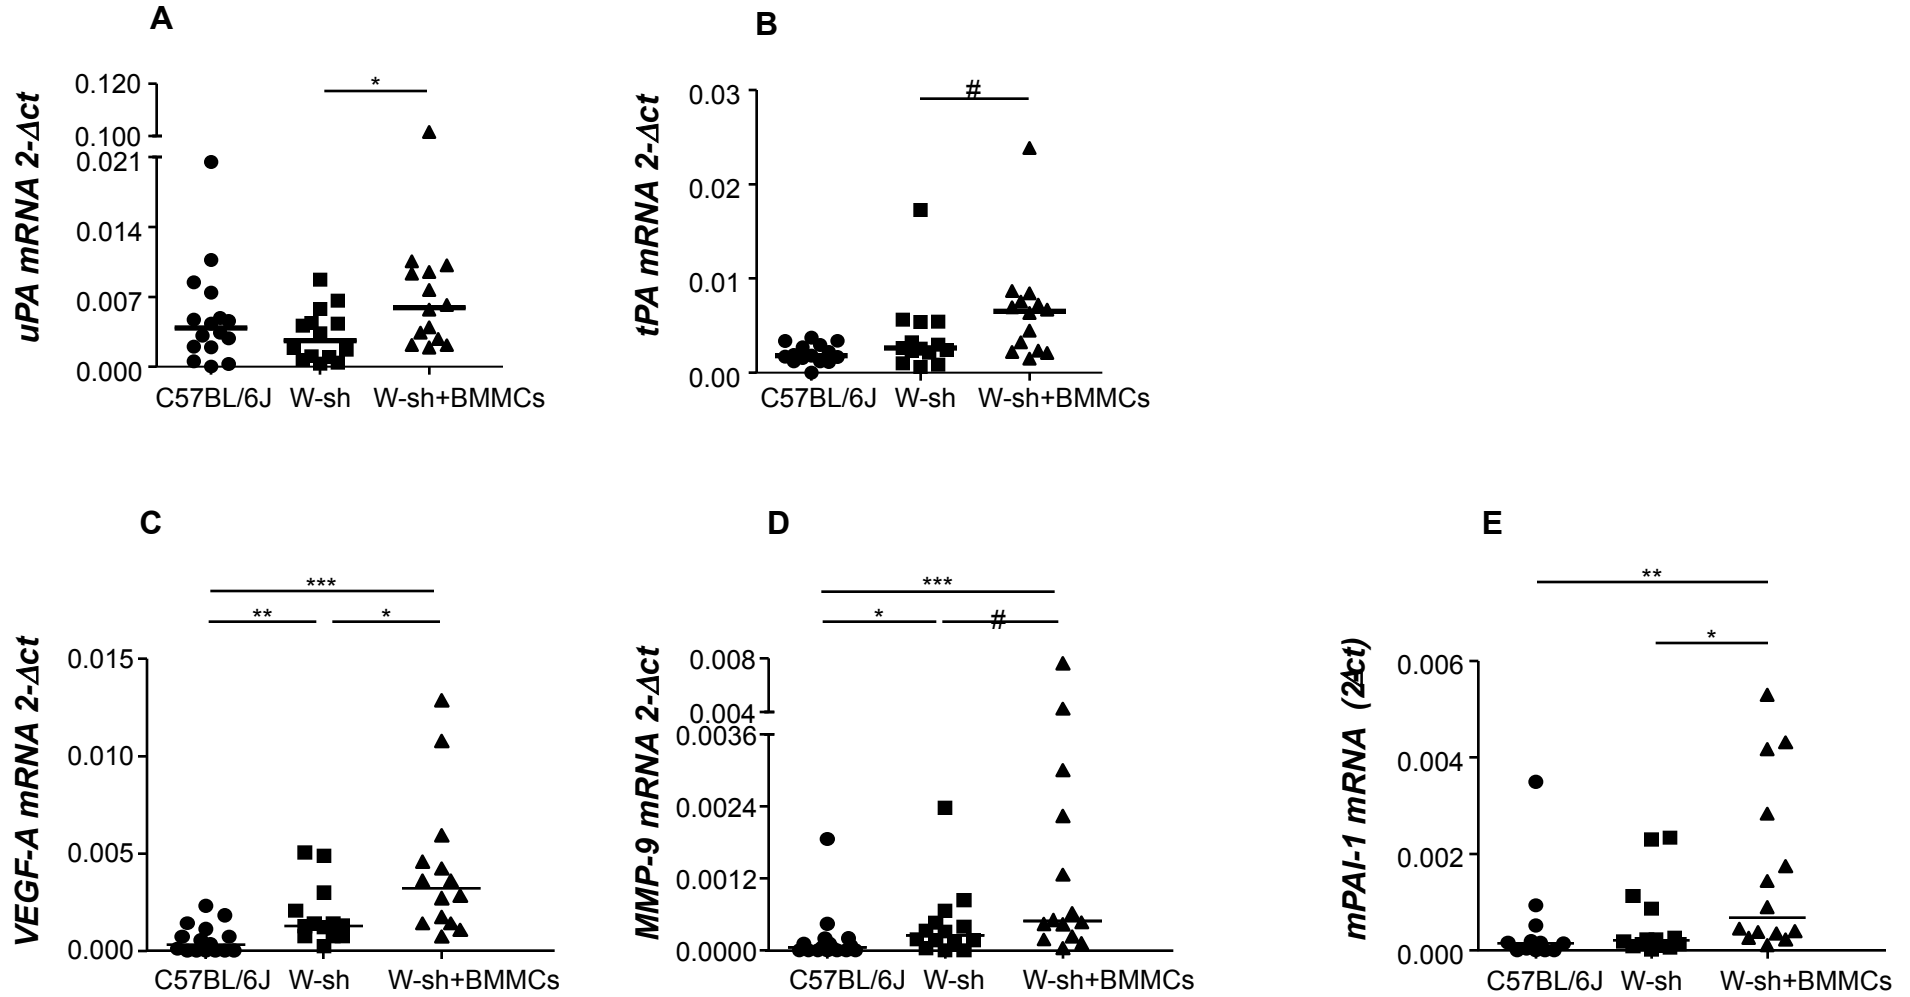 A
uPA mRNA 2-Δct
0.120
0.100
0.021
0.014
0.007
0.000
*
C57BL/6J W-sh W-sh+BMMCs
B
tPA mRNA 2-Δct
0.03
0.02
0.01
0.00
#
C57BL/6J W-sh W-sh+BMMCs
C
VEGF-A mRNA 2-Δct
***
** *
0.015
0.010
0.005
0.000
C57BL/6J W-sh W-sh+BMMCs
D
MMP-9 mRNA 2-Δct
***
* #
0.008
0.004
0.0036
0.0024
0.0012
0.0000
C57BL/6J W-sh W-sh+BMMCs
E
mPAI-1 mRNA (2-Δct)
**
*
0.006
0.004
0.002
0.000
C57BL/6J W-sh W-sh+BMMCs